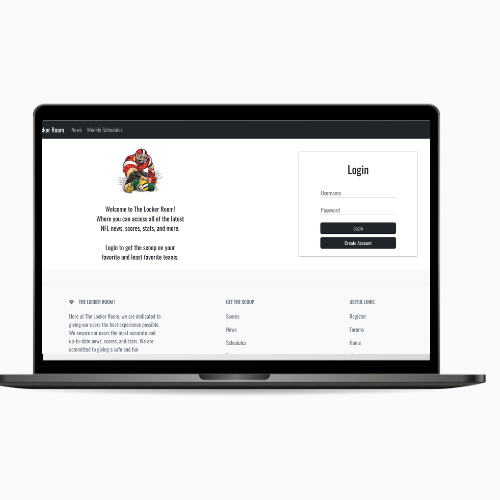 ker Room News Weekly Schedules
Welcome to The Locker Room!
Where you can access all of the latest
NFL news, scores, stats, and more.
Login to get the scoop on your
favorite and least favorite teams.
Login
Username
Password
Login
Create Account
THE LOCKER ROOM!
Here at The Locker Room, we are dedicated to
giving our users the best experience possible.
We ensure our users the most accurate and
up-to-date news, scores, and stats. We are
committed to giving a safe and fun
GET THE SCOOP
Scores
News
Schedules
USEFUL LINKS
Register
Forums
Home